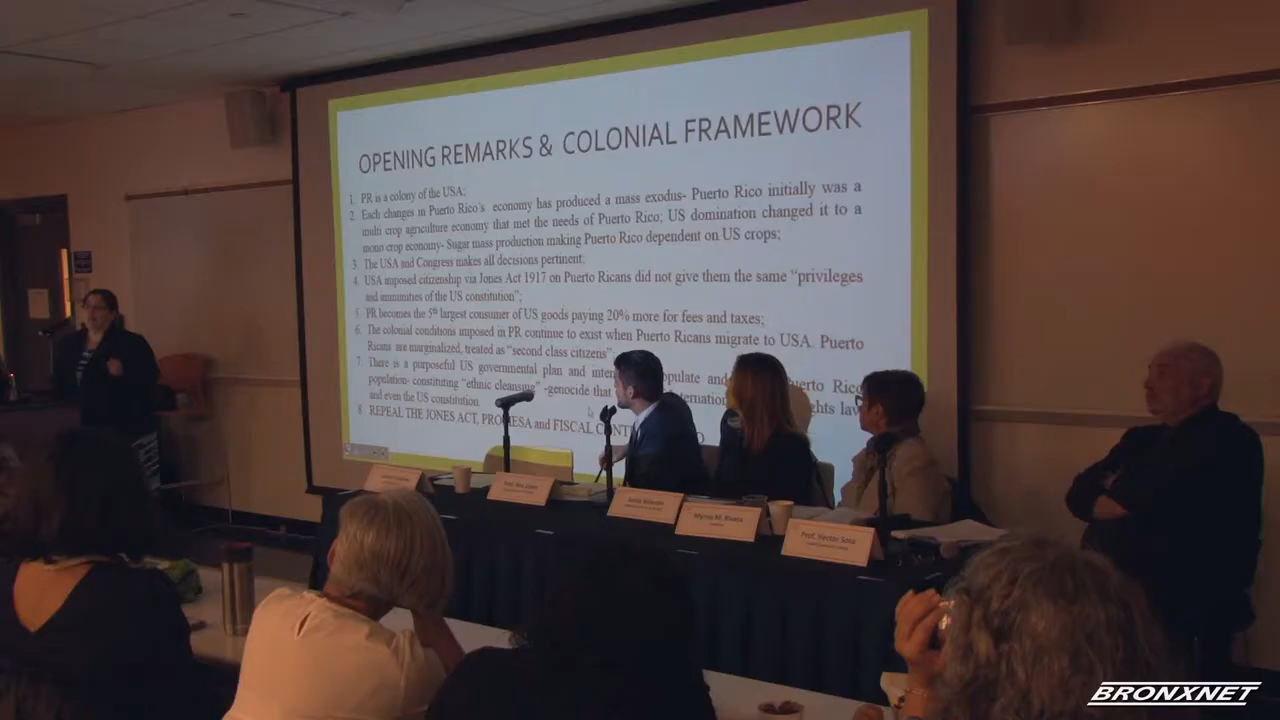 OPENING REMARKS & COLONIAL FRAMEWORK
1. PR is a colony of the USA;
2. Each changes in Puerto Rico's economy has produced a mass exodus- Puerto Rico initially was a
multi crop agriculture economy that met the needs of Puerto Rico; US domination changed it to a
mono crop economy- Sugar mass production making Puerto Rico dependent on US crops;
3. The USA and Congress makes all decisions pertinent;
4. USA imposed citizenship via Jones Act 1917 on Puerto Ricans did not give them the same "privileges
and immunities of the US constitution";
5. PR becomes the 5th largest consumer of US goods paying 20% more for fees and taxes;
6. The colonial conditions imposed in PR continue to exist when Puerto Ricans migrate to USA. Puerto
Ricans are marginalized, treated as "second class citizens"
7. There is a purposeful US governmental plan and
population- constituting "ethnic cleansing" -genocide that
and even the US constitution.
8. REPEAL THE JONES ACT, PROMESA and FISCAL
Myrna M. Rivera
Prof. Hector Soto
BRONXNET